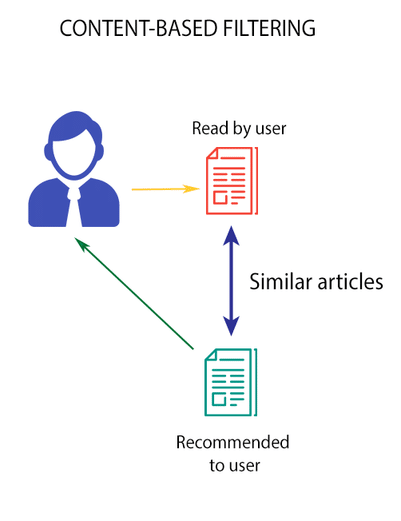 CONTENT-BASED FILTERING
Read by user
Similar articles
Recommended
to user